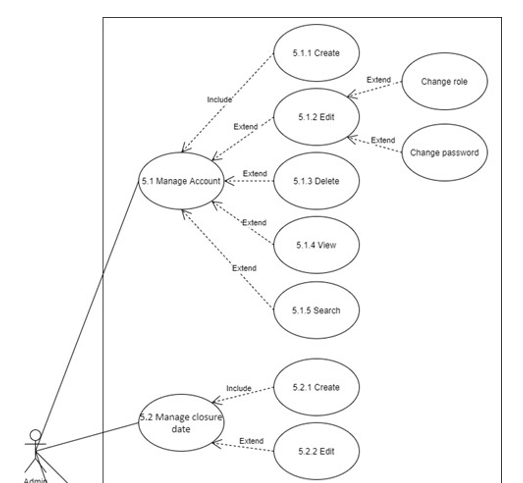 5.1.1 Create
Extend
Change role
Include
5.1.2 Edit
Extend
Extend
Change password
5.1 Manage Account
Extend
5.1.3 Delete
Extend
5.1.4 View
Extend
5.1.5 Search
5.2.1 Create
Include
5.2 Manage closure
date
Extend
5.2.2 Edit
Admin